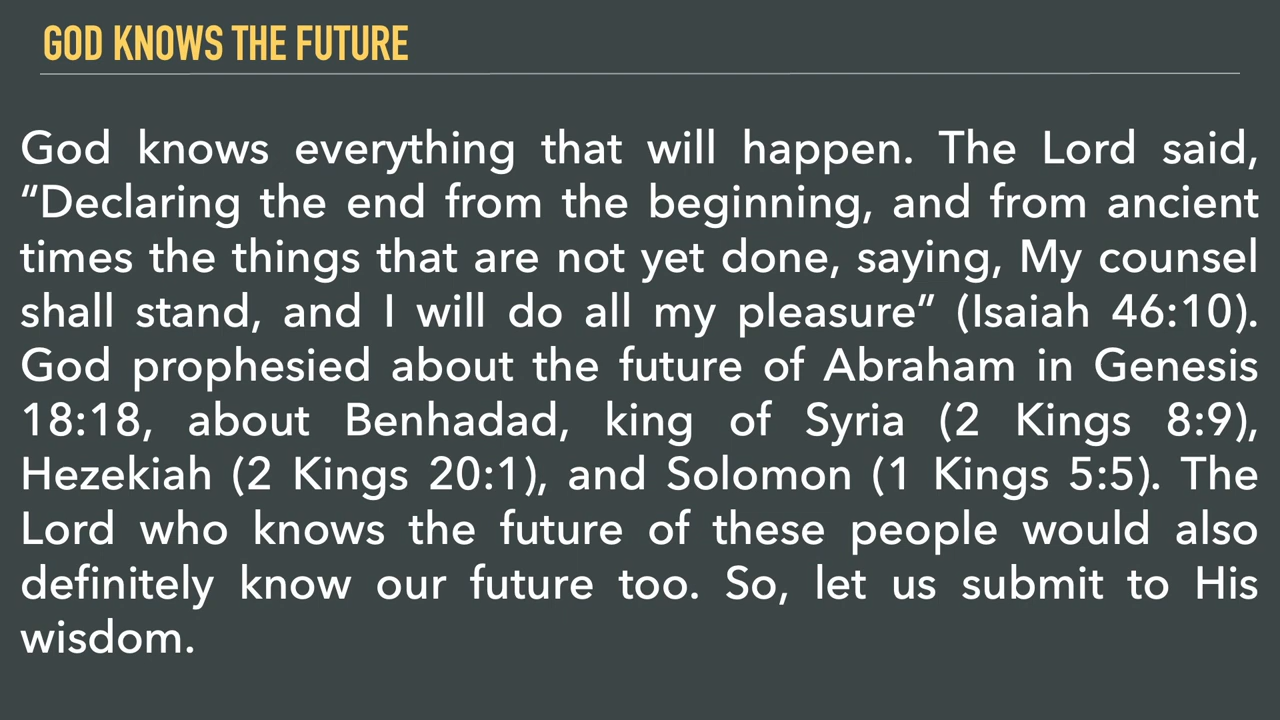 GOD KNOWS THE FUTURE
God knows everything that will happen. The Lord said,
“Declaring the end from the beginning, and from ancient
times the things that are not yet done, saying, My counsel
shall stand, and I will do all my pleasure” (Isaiah 46:10).
God prophesied about the future of Abraham in Genesis
18:18, about Benhadad, king of Syria (2 Kings 8:9),
Hezekiah (2 Kings 20:1), and Solomon (1 Kings 5:5). The
Lord who knows the future of these people would also
definitely know our future too. So, let us submit to His
wisdom.